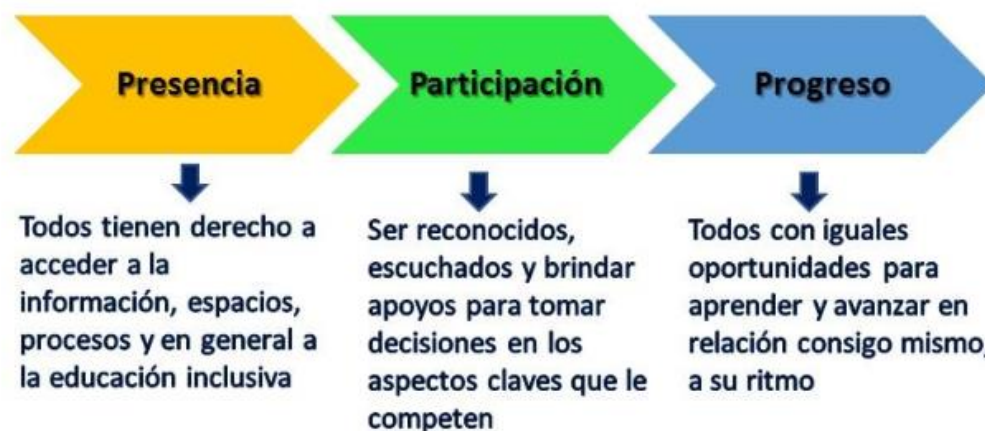 Presencia
Participación
Progreso
Todos tienen derecho a
acceder a la
información, espacios,
procesos y en general a
la educación inclusiva
Ser reconocidos,
escuchados y brindar
apoyos para tomar
decisiones en los
aspectos claves que le
competen
Todos con iguales
oportunidades para
aprender y avanzar en
relación consigo mismo,
a su ritmo